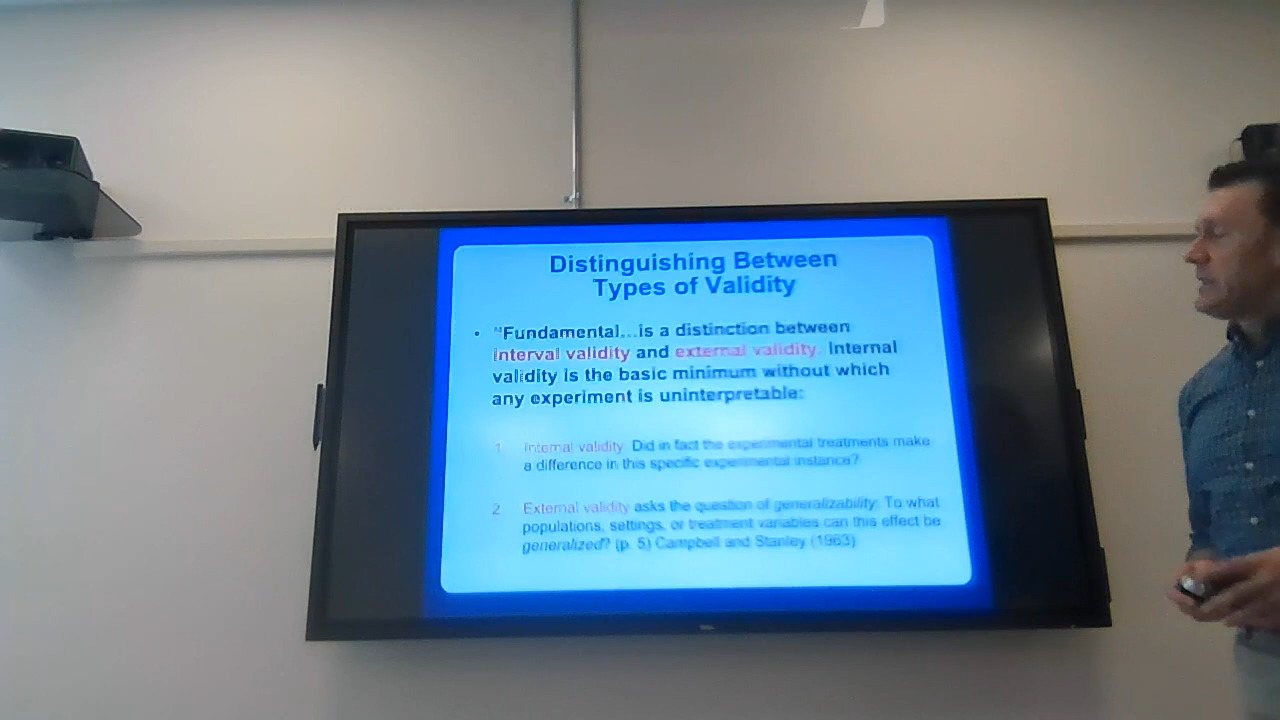 Distinguishing Between
Types of Validity
• "Fundamental...is a distinction between
interval validity and external validity. Internal
validity is the basic minimum without which
any experiment is uninterpretable:
1. Internal validity: Did in fact the experimental treatments make
a difference in this specific experimental instance?
2. External validity asks the question of generalizability: To what
populations, settings, or treatment variables can this effect be
generalized? (p. 5) Campbell and Stanley (1963)